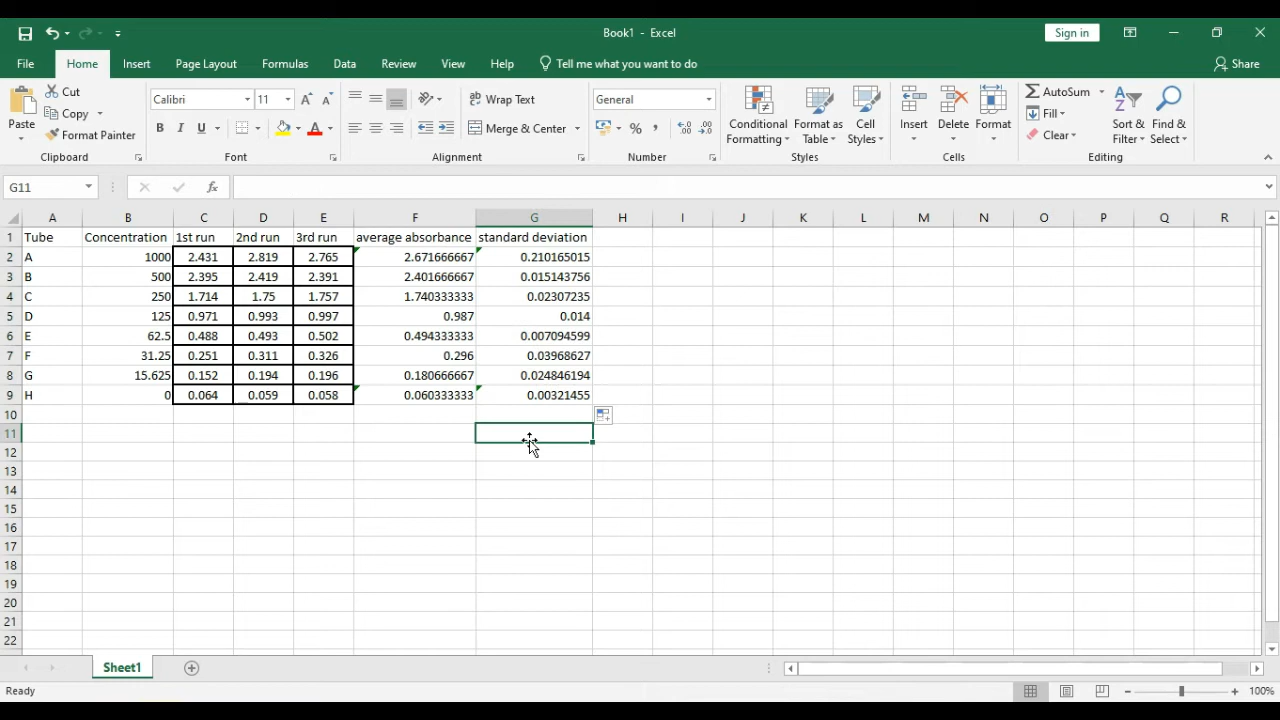 Book1 - Excel
Sign in
File Home Insert Page Layout Formulas Data Review View Help Tell me what you want to do Share
Paste Cut Copy Format Painter
Calibri 11
B I U A
Wrap Text
Merge & Center
General
%
Conditional Formatting
Format as Table
Cell Styles
Insert Delete Format
AutoSum
Fill
Clear
Sort & Filter
Find & Select
Clipboard Font Alignment Number Styles Cells Editing
G11 fx
A B C D E F G H I J K L M N O P Q R
1 Tube Concentration 1st run 2nd run 3rd run average absorbance standard deviation
2 A 1000 2.431 2.819 2.765 2.671666667 0.210165015
3 B 500 2.395 2.419 2.391 2.401666667 0.015143756
4 C 250 1.714 1.75 1.757 1.740333333 0.02307235
5 D 125 0.971 0.993 0.997 0.987 0.014
6 E 62.5 0.488 0.493 0.502 0.494333333 0.007094599
7 F 31.25 0.251 0.311 0.326 0.296 0.03968627
8 G 15.625 0.152 0.194 0.196 0.180666667 0.024846194
9 H 0 0.064 0.059 0.058 0.060333333 0.00321455
10
11
12
13
14
15
16
17
18
19
20
21
22
Sheet1
Ready 100%